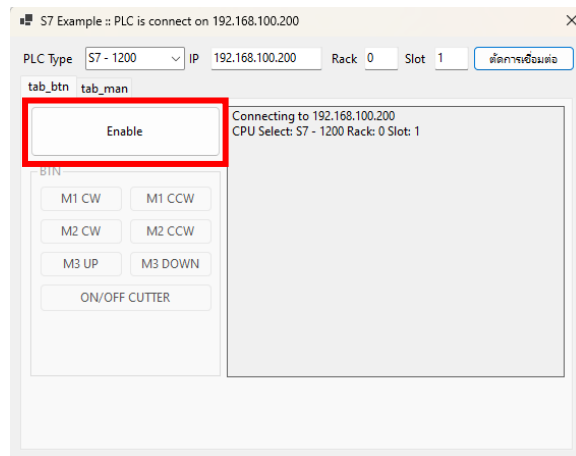 S7 Example :: PLC is connect on 192.168.100.200
PLC Type S7 - 1200 IP 192.168.100.200 Rack 0 Slot 1 ตัดการเชื่อมต่อ
tab_btn tab_man
Enable
Connecting to 192.168.100.200
CPU Select: S7 - 1200 Rack: 0 Slot: 1
BTN
M1 CW M1 CCW
M2 CW M2 CCW
M3 UP M3 DOWN
ON/OFF CUTTER